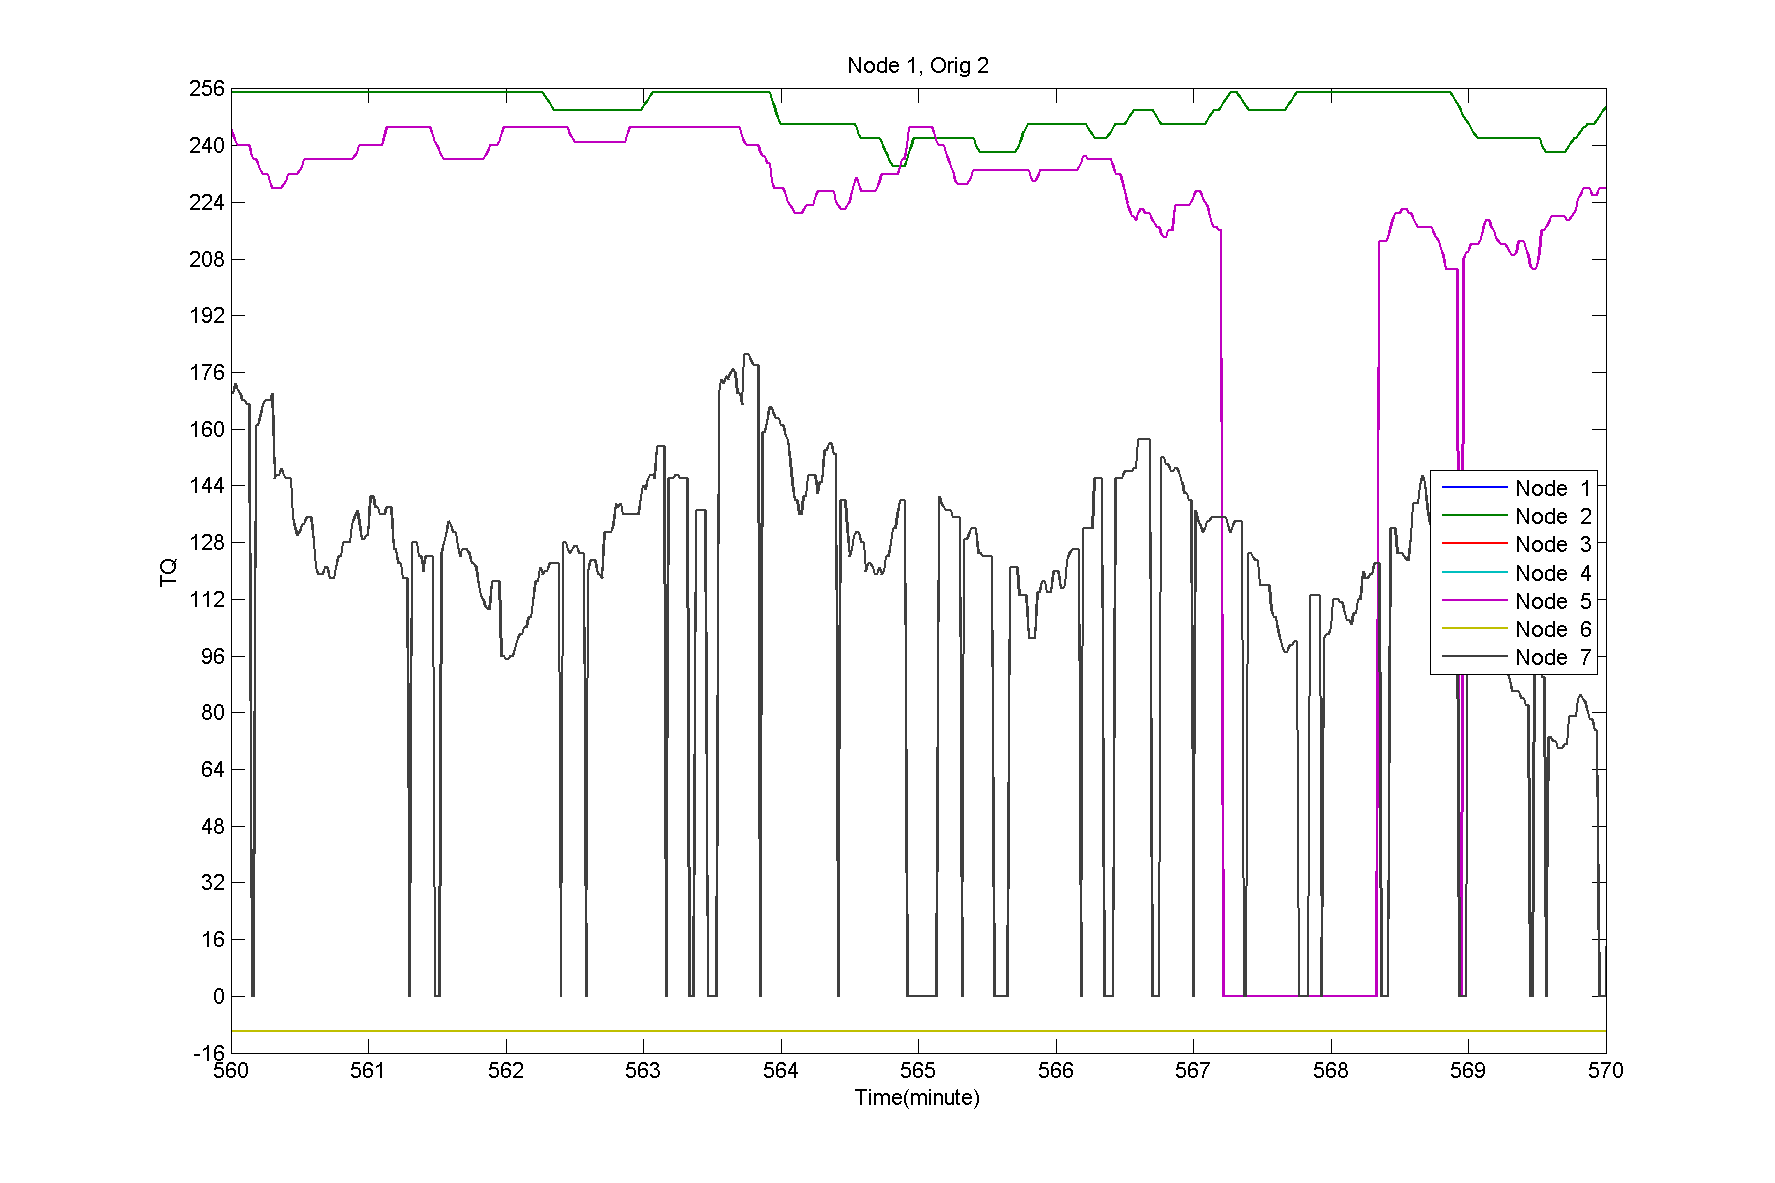 Node 1, Orig 2
256
240
224
208
192
176
160
144
128
112
96
80
64
48
32
16
0
-16
TQ
Node 1
Node 2
Node 3
Node 4
Node 5
Node 6
Node 7
560 561 562 563 564 565 566 567 568 569 570
Time(minute)